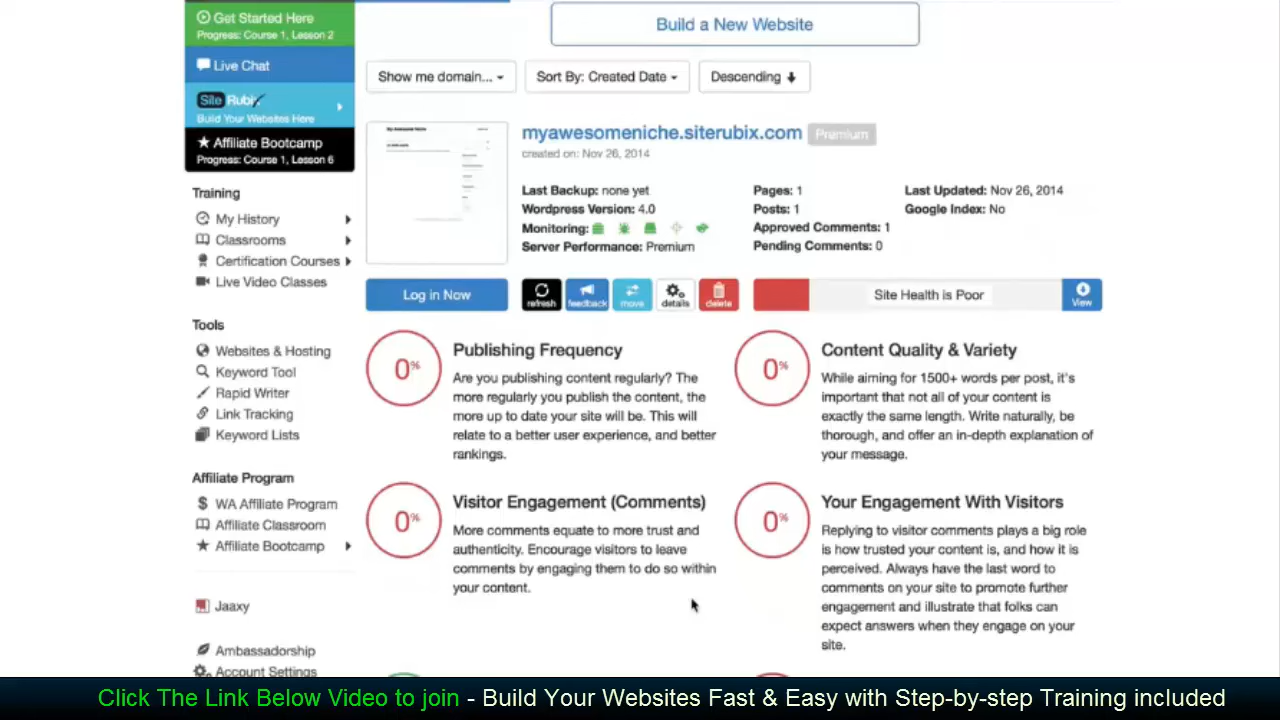 Get Started Here
Progress: Course 1, Lesson 2
Live Chat
Site Rubix
Build Your Websites Here
Affiliate Bootcamp
Progress: Course 1, Lesson 6
Training
My History
Classrooms
Certification Courses
Live Video Classes
Tools
Websites & Hosting
Keyword Tool
Rapid Writer
Link Tracking
Keyword Lists
Affiliate Program
WA Affiliate Program
Affiliate Classroom
Affiliate Bootcamp
Jaaxy
Ambassadorship
Account Settings
Build a New Website
Show me domain...
Sort By: Created Date
Descending
myawesomeniche.siterubix.com Premium
created on: Nov 26, 2014
Last Backup: none yet
Wordpress Version: 4.0
Monitoring:
Server Performance: Premium
Pages: 1
Posts: 1
Approved Comments: 1
Pending Comments: 0
Last Updated: Nov 26, 2014
Google Index: No
Log in Now
refresh
feedback
move
details
delete
Site Health is Poor
View
0%
Publishing Frequency
Are you publishing content regularly? The
more regularly you publish the content, the
more up to date your site will be. This will
relate to a better user experience, and better
rankings.
0%
Content Quality & Variety
While aiming for 1500+ words per post, it's
important that not all of your content is
exactly the same length. Write naturally, be
thorough, and offer an in-depth explanation of
your message.
0%
Visitor Engagement (Comments)
More comments equate to more trust and
authenticity. Encourage visitors to leave
comments by engaging them to do so within
your content.
0%
Your Engagement With Visitors
Replying to visitor comments plays a big role
is how trusted your content is, and how it is
perceived. Always have the last word to
comments on your site to promote further
engagement and illustrate that folks can
expect answers when they engage on your
site.
Click The Link Below Video to join - Build Your Websites Fast & Easy with Step-by-step Training included